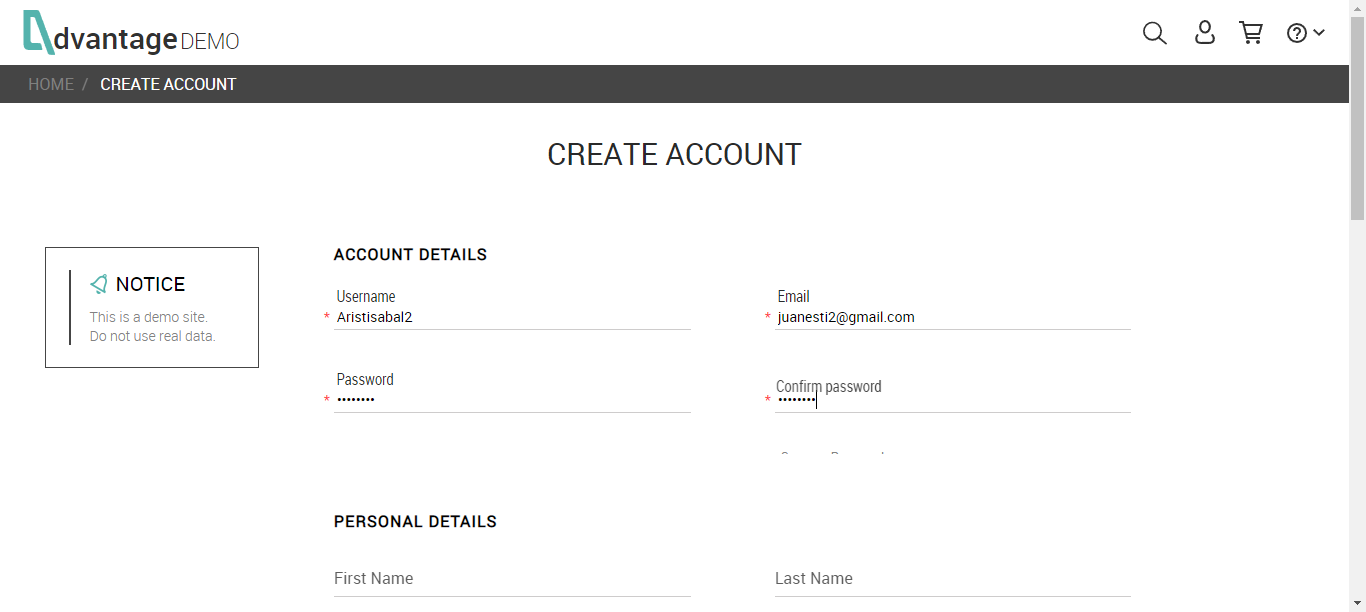 dvantage DEMO
HOME / CREATE ACCOUNT
CREATE ACCOUNT
NOTICE
This is a demo site.
Do not use real data.
ACCOUNT DETAILS
Username
* Aristisabal2
Email
* juanesti2@gmail.com
Password
* ••••••••
Confirm password
* ••••••••
PERSONAL DETAILS
First Name
Last Name